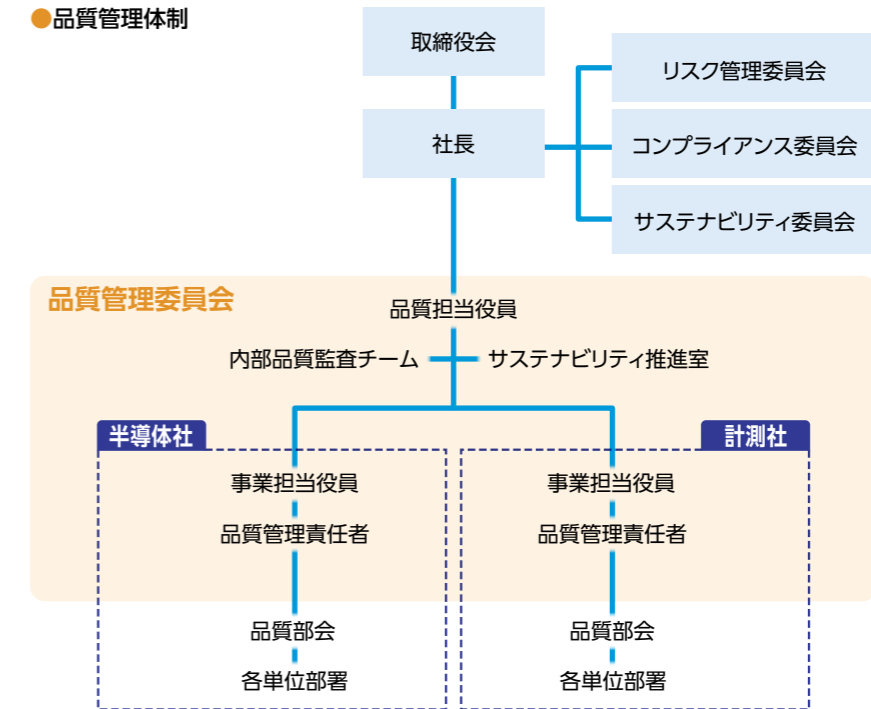 ●品質管理体制
取締役会
社長
リスク管理委員会
コンプライアンス委員会
サステナビリティ委員会
品質管理委員会
品質担当役員
内部品質監査チーム
サステナビリティ推進室
半導体社
計測社
事業担当役員
事業担当役員
品質管理責任者
品質管理責任者
品質部会
品質部会
各単位部署
各単位部署